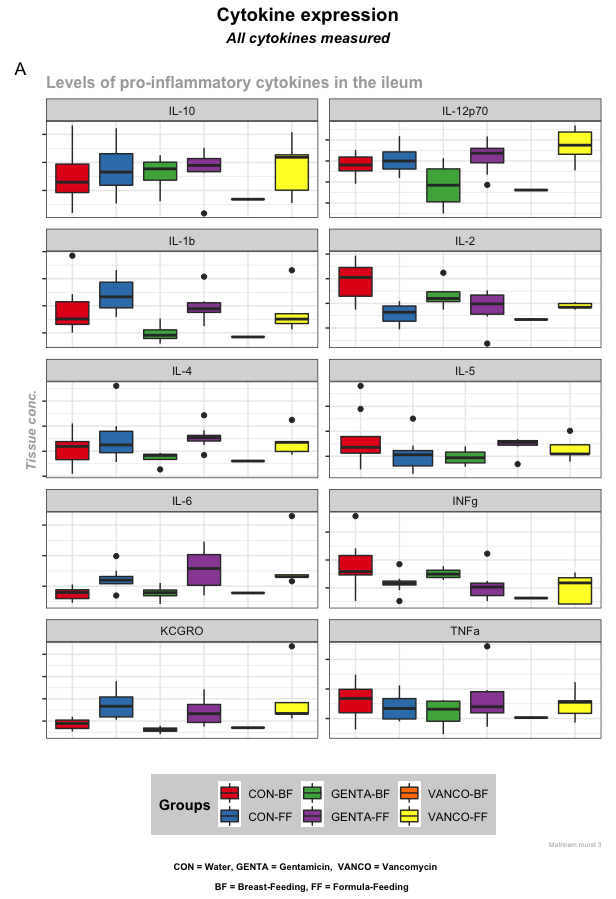 Cytokine expression
All cytokines measured
A
Levels of pro-inflammatory cytokines in the ileum
IL-10
IL-12p70
IL-1b
IL-2
IL-4
IL-5
Tissue conc.
IL-6
INFg
KCGRO
TNFa
Groups
CON-BF
GENTA-BF
VANCO-BF
CON-FF
GENTA-FF
VANCO-FF
Matrinem round 3
CON = Water, GENTA = Gentamicin, VANCO = Vancomycin
BF = Breast-Feeding, FF = Formula-Feeding